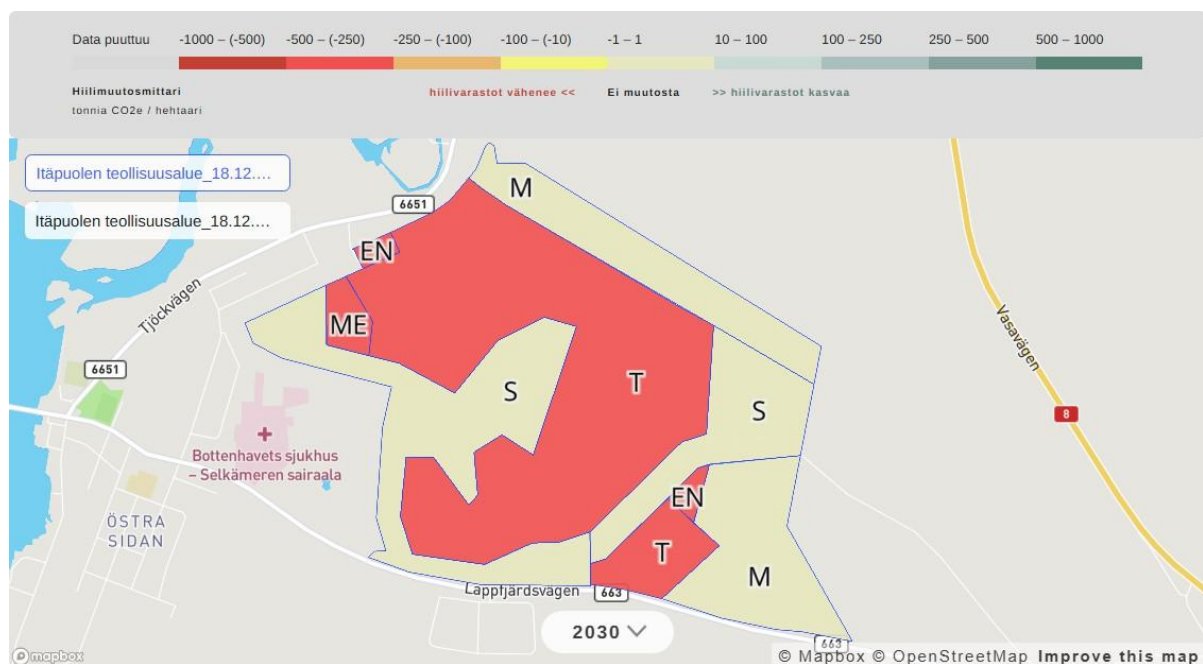 Data puuttuu -1000 – (-500) -500 – (-250) -250 – (-100) -100 – (-10) -1 – 1 10 – 100 100 – 250 250 – 500 500 – 1000
Hiilimuutosmittari hiilivarastot vähenee << Ei muutosta >> hiilivarastot kasvaa
tonnia CO2e / hehtaari
Itäpuolen teollisuusalue_18.12....
Itäpuolen teollisuusalue_18.12....
M
6651
EN
Tjöckvägen
ME
Vasavägen
6651
T
S
S
8
Bottenhavets sjukhus
– Selkämeren sairaala
EN
ÖSTRA
SIDAN
T
M
Lappfjärdsvägen
663
2030
663
mapbox
© Mapbox © OpenStreetMap Improve this map